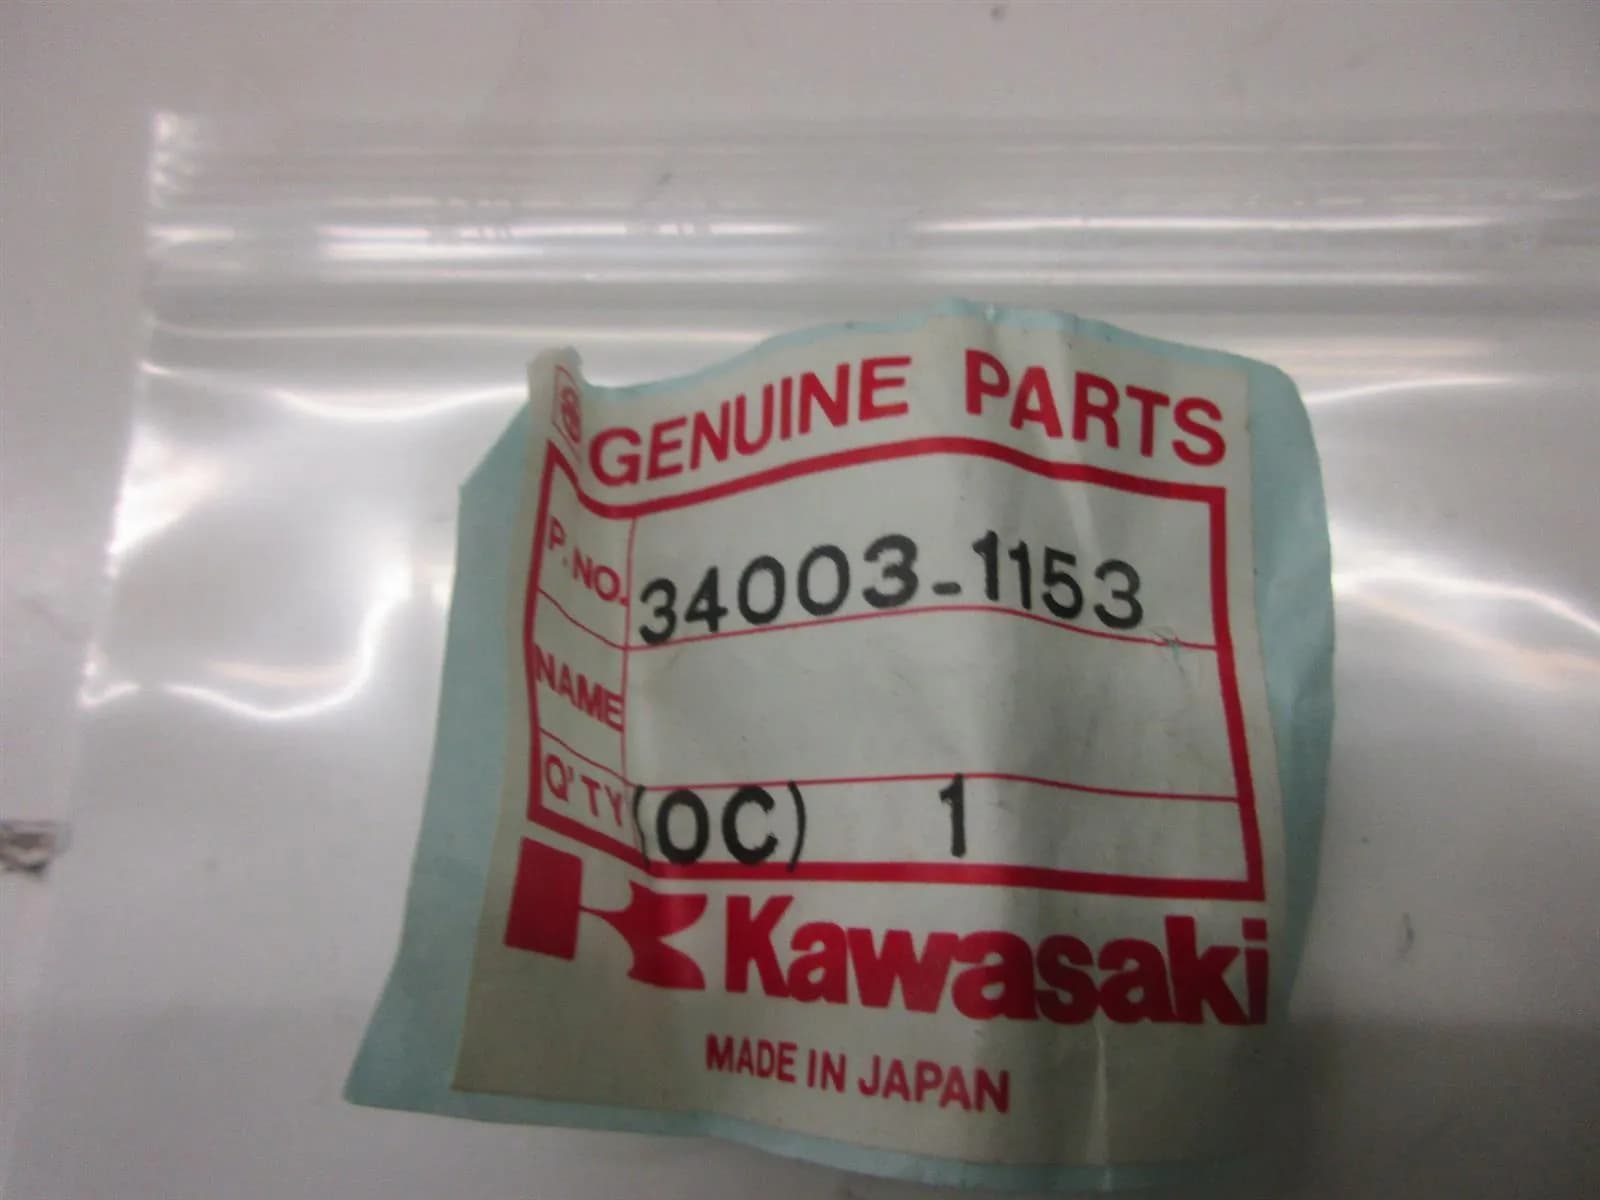 GENUINE PARTS
P. NO. 34003-1153
NAME
Q'TY (OC) 1
Kawasaki
MADE IN JAPAN